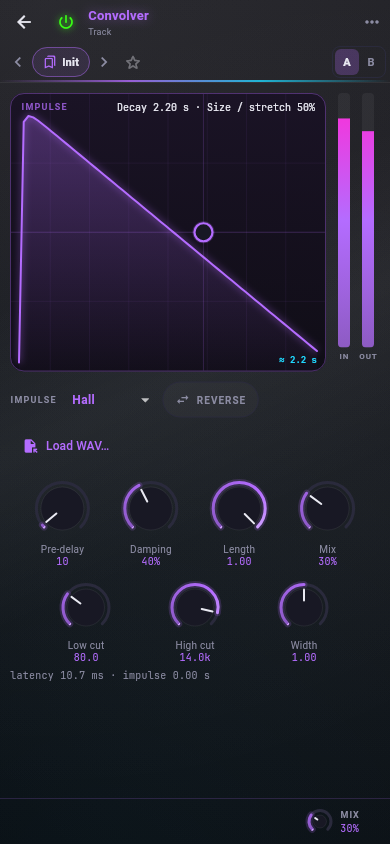 Convolver
Track
Init
A
B
IMPULSE
Decay 2.20 s · Size / stretch 50%
≈ 2.2 s
IN
OUT
IMPULSE
Hall
REVERSE
Load WAV…
Pre-delay
10
Damping
40%
Length
1.00
Mix
30%
Low cut
80.0
High cut
14.0k
Width
1.00
latency 10.7 ms · impulse 0.00 s
MIX
30%